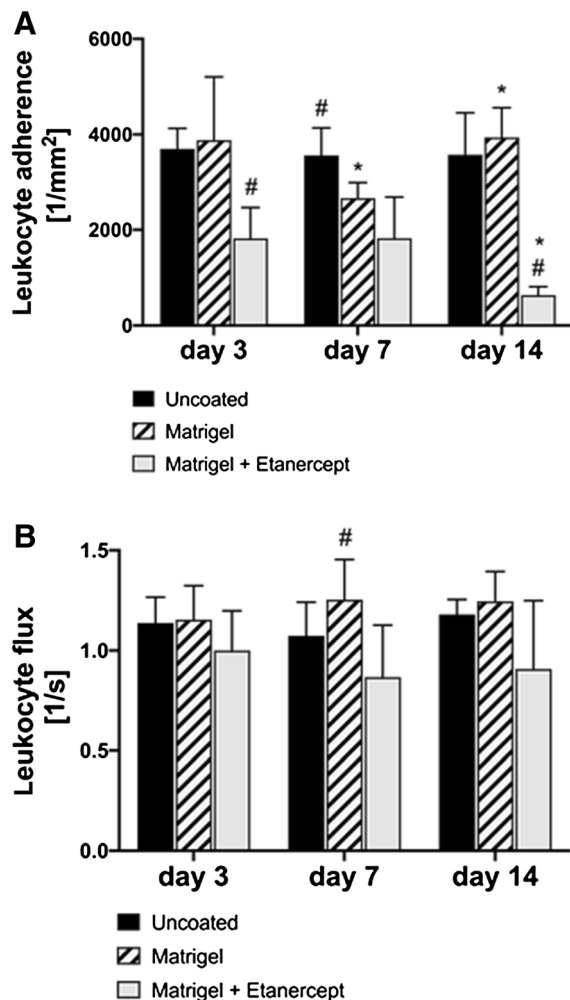 A
Leukocyte adherence
[1/mm²]
6000
4000
2000
0
#
#
*
*
*
#
day 3 day 7 day 14
Uncoated
Matrigel
Matrigel + Etanercept
B
Leukocyte flux
[1/s]
1.5
1.0
0.5
0.0
#
day 3 day 7 day 14
Uncoated
Matrigel
Matrigel + Etanercept